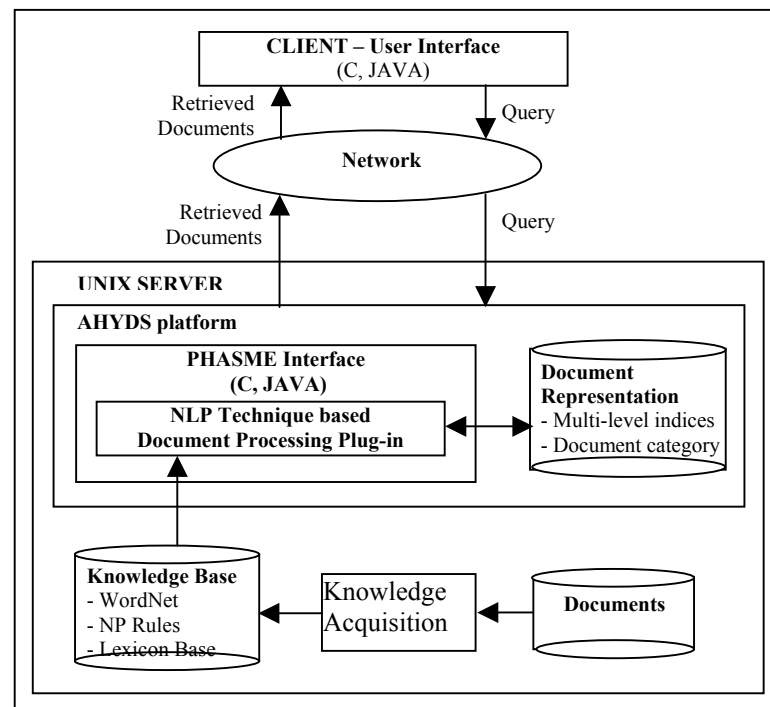 CLIENT – User Interface
(C, JAVA)
Retrieved
Documents
Query
Network
Retrieved
Documents
Query
UNIX SERVER
AHYDS platform
PHASME Interface
(C, JAVA)
NLP Technique based
Document Processing Plug-in
Document
Representation
- Multi-level indices
- Document category
Knowledge Base
- WordNet
- NP Rules
- Lexicon Base
Knowledge
Acquisition
Documents